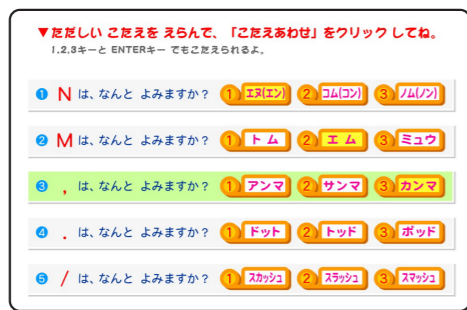 ▼ただしい こたえを えらんで、「こたえあわせ」をクリック してね。
1.2.3キーと ENTERキー でもこたえられるよ。
❶ N は、なんと よみますか? 1 エヌ(エン) 2 コム(コン) 3 ノム(ノン)
❷ M は、なんと よみますか? 1 トム 2 エム 3 ミュウ
❸ , は、なんと よみますか? 1 アンマ 2 サンマ 3 カンマ
❹ . は、なんと よみますか? 1 ドット 2 トッド 3 ポッド
❺ / は、なんと よみますか? 1 スカッシュ 2 スラッシュ 3 スマッシュ